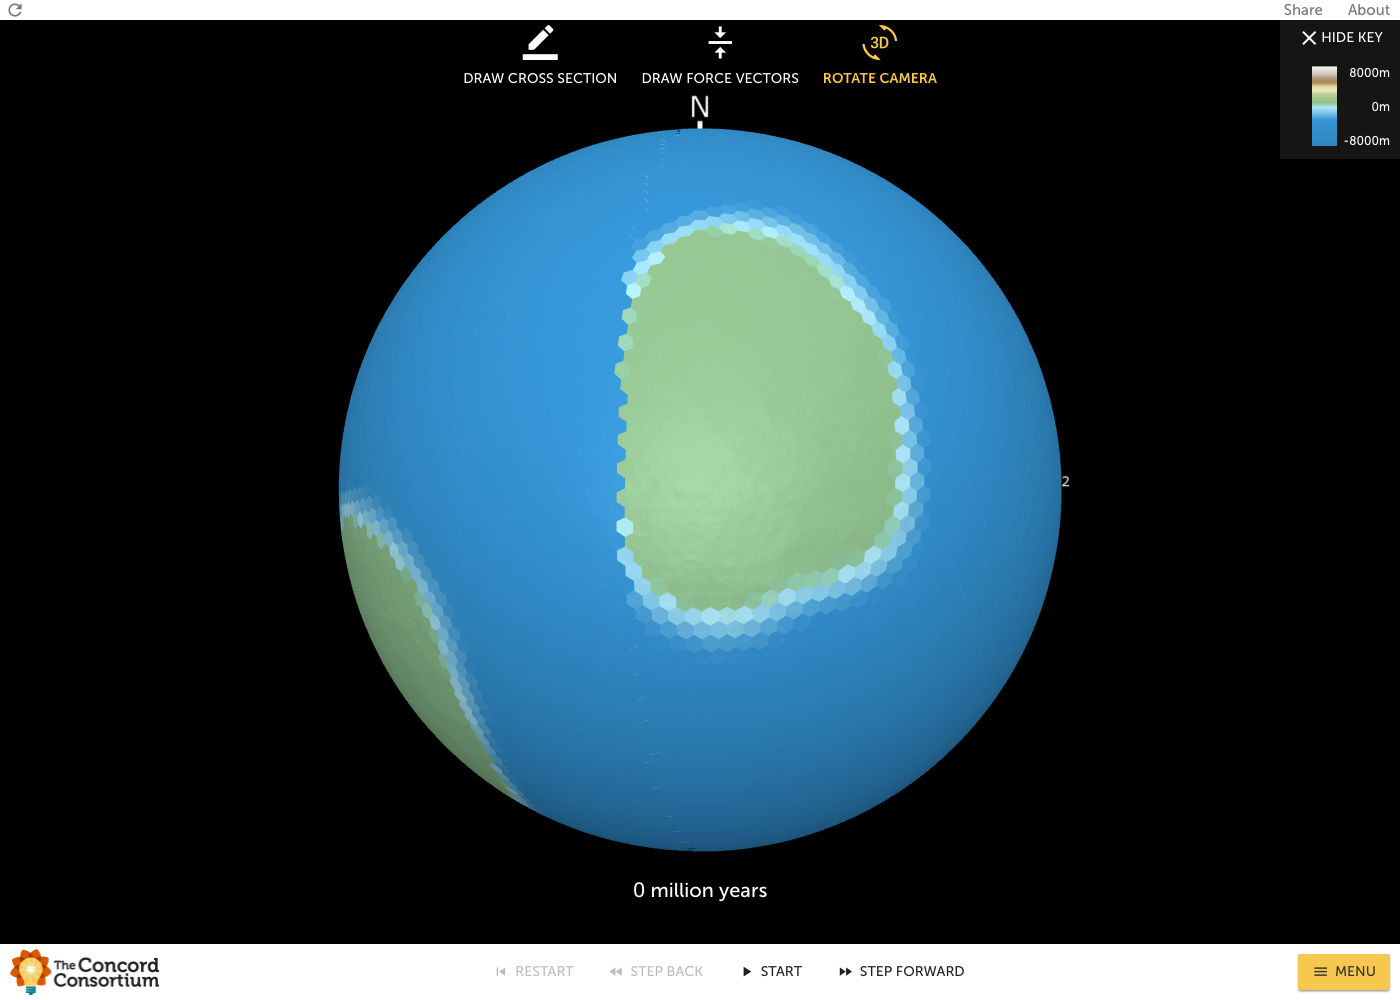 Share About
DRAW CROSS SECTION DRAW FORCE VECTORS 3D ROTATE CAMERA
HIDE KEY
8000m
0m
-8000m
N
2
0 million years
The Concord
Consortium
RESTART STEP BACK START STEP FORWARD MENU